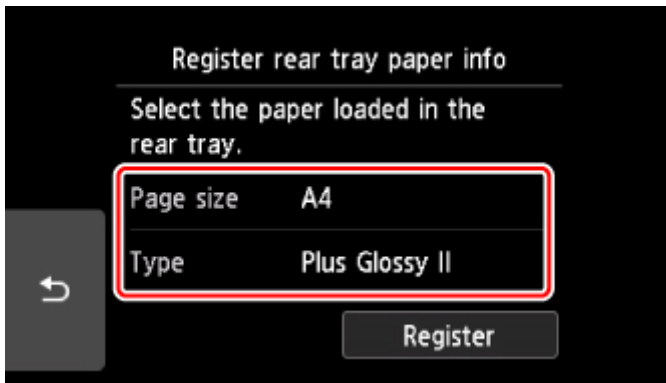 Register rear tray paper info
Select the paper loaded in the
rear tray.
Page size A4
Type Plus Glossy II
Register